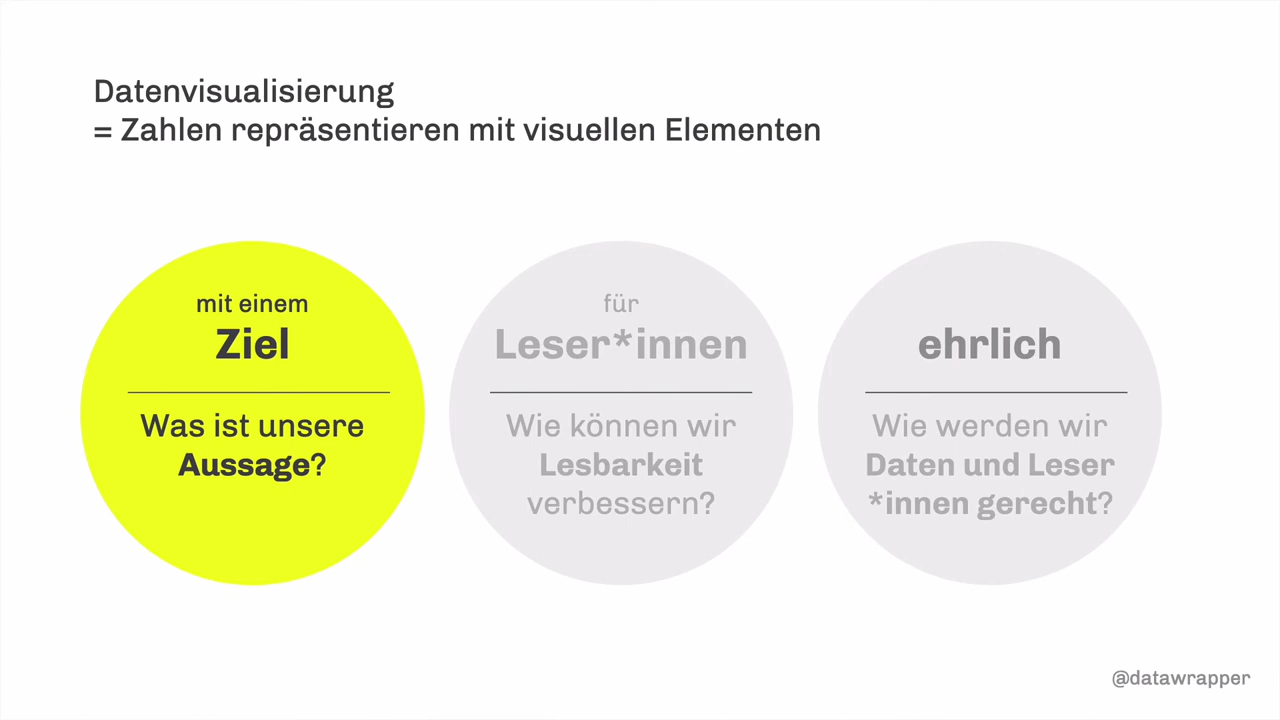 Datenvisualisierung
= Zahlen repräsentieren mit visuellen Elementen
mit einem
Ziel
Was ist unsere
Aussage?
für
Leser*innen
Wie können wir
Lesbarkeit
verbessern?
ehrlich
Wie werden wir
Daten und Leser
*innen gerecht?
@datawrapper